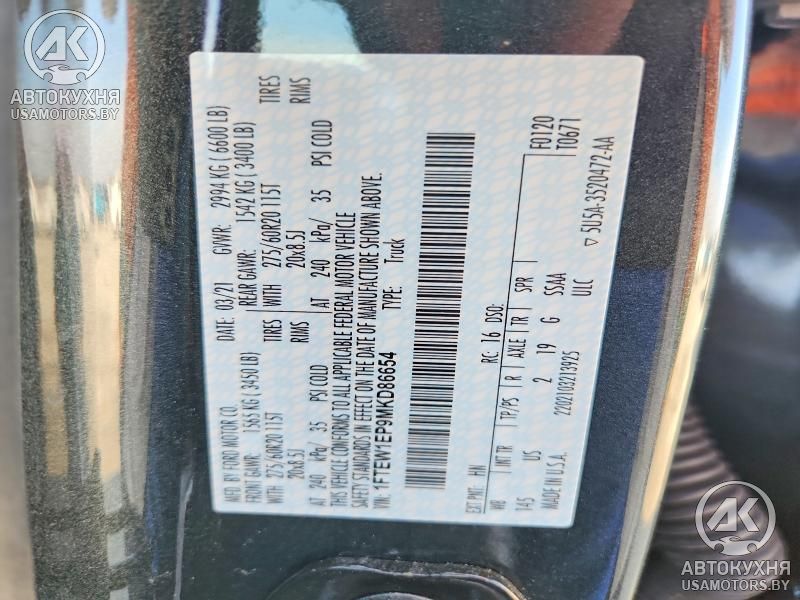 AK
АВТОКУХНЯ
USAMOTORS.BY
MFD. BY FORD MOTOR CO.
DATE: 03/21 GVWR: 2994 KG ( 6600 LB)
FRONT GAWR: 1565 KG ( 3450 LB) REAR GAWR: 1542 KG ( 3400 LB)
275/60R20 115T TIRES WITH 275/60R20 115T TIRES
20x8.5J RIMS 20x8.5J RIMS
AT 240 kPa/ 35 PSI COLD AT 240 kPa/ 35 PSI COLD
THIS VEHICLE CONFORMS TO ALL APPLICABLE FEDERAL MOTOR VEHICLE
SAFETY STANDARDS IN EFFECT ON THE DATE OF MANUFACTURE SHOWN ABOVE.
VIN: 1FTEW1EP9MKD86654 TYPE: Truck
F0120
T0671
EXT PNT: HN RC: 16 DSO:
WB INT TR TP/PS R AXLE TR SPR
145 US 2 19 G SSAA
MADE IN U.S.A. 2202103213925 ULC
▽ 5U5A-3520472-AA
AK
АВТОКУХНЯ
USAMOTORS.BY